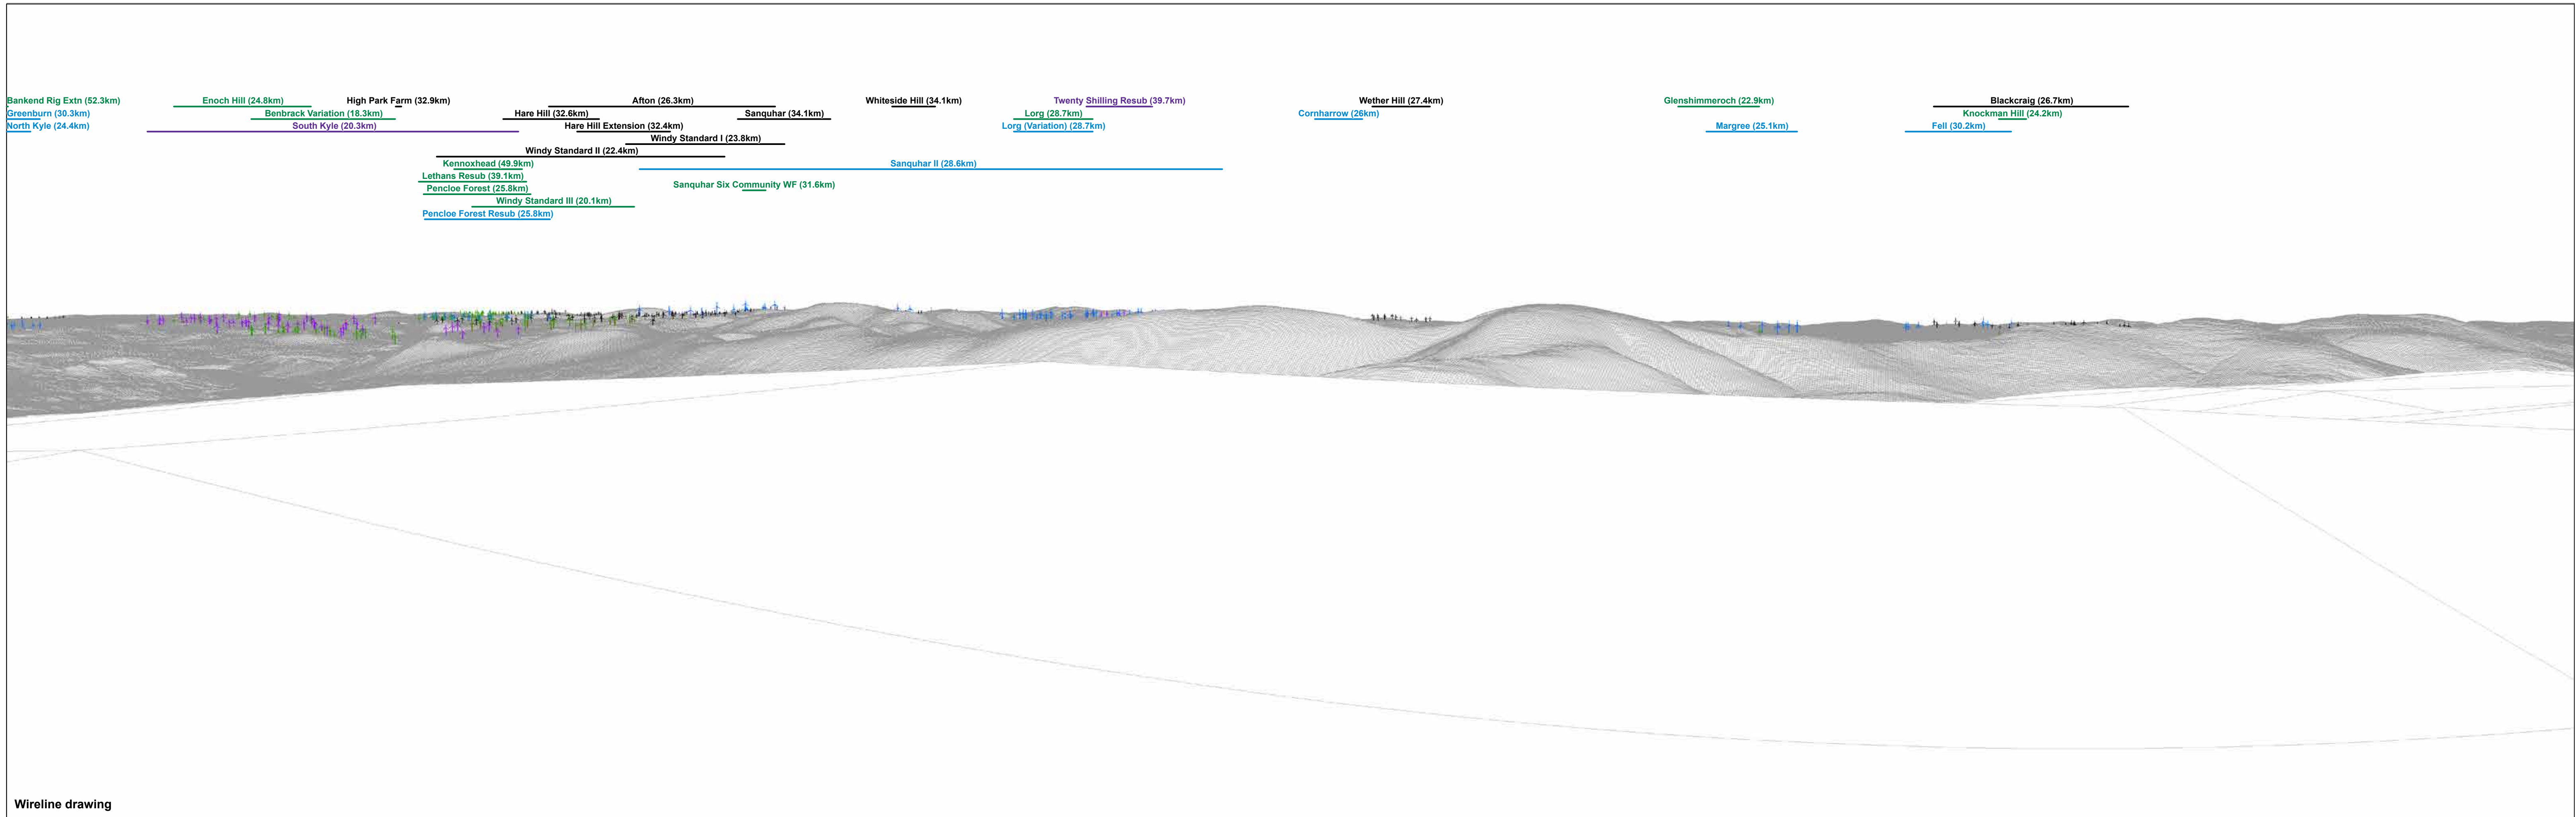 Bankend Rig Extn (52.3km)
Enoch Hill (24.8km)
High Park Farm (32.9km)
Afton (26.3km)
Whiteside Hill (34.1km)
Twenty Shilling Resub (39.7km)
Wether Hill (27.4km)
Glenshimmeroch (22.9km)
Blackcraig (26.7km)
Greenburn (30.3km)
Benbrack Variation (18.3km)
Hare Hill (32.6km)
Sanquhar (34.1km)
Lorg (28.7km)
Cornharrow (26km)
Knockman Hill (24.2km)
North Kyle (24.4km)
South Kyle (20.3km)
Hare Hill Extension (32.4km)
Lorg (Variation) (28.7km)
Margree (25.1km)
Fell (30.2km)
Windy Standard I (23.8km)
Windy Standard II (22.4km)
Kennoxhead (49.9km)
Sanquhar II (28.6km)
Lethans Resub (39.1km)
Sanquhar Six Community WF (31.6km)
Pencloe Forest (25.8km)
Windy Standard III (20.1km)
Pencloe Forest Resub (25.8km)
Wireline drawing